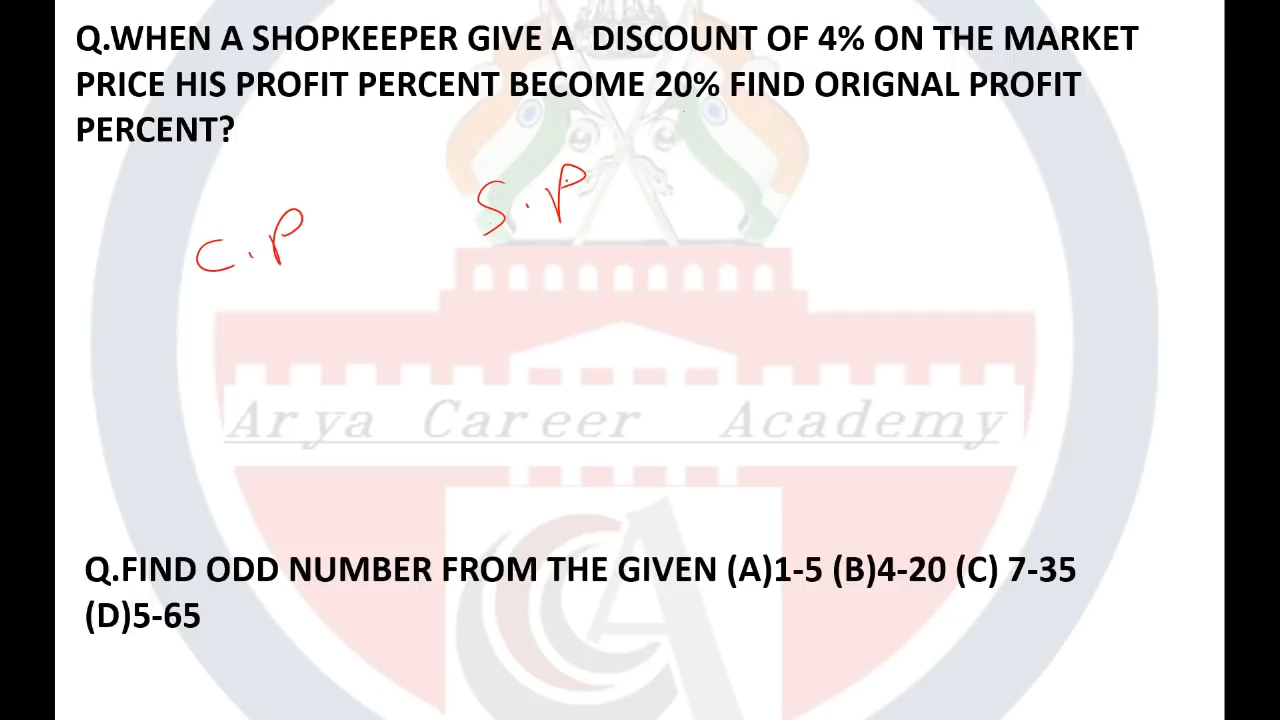 Q.WHEN A SHOPKEEPER GIVE A DISCOUNT OF 4% ON THE MARKET
PRICE HIS PROFIT PERCENT BECOME 20% FIND ORIGNAL PROFIT
PERCENT?
S.P
C.P
Arya Career Academy
Q.FIND ODD NUMBER FROM THE GIVEN (A)1-5 (B)4-20 (C) 7-35
(D)5-65